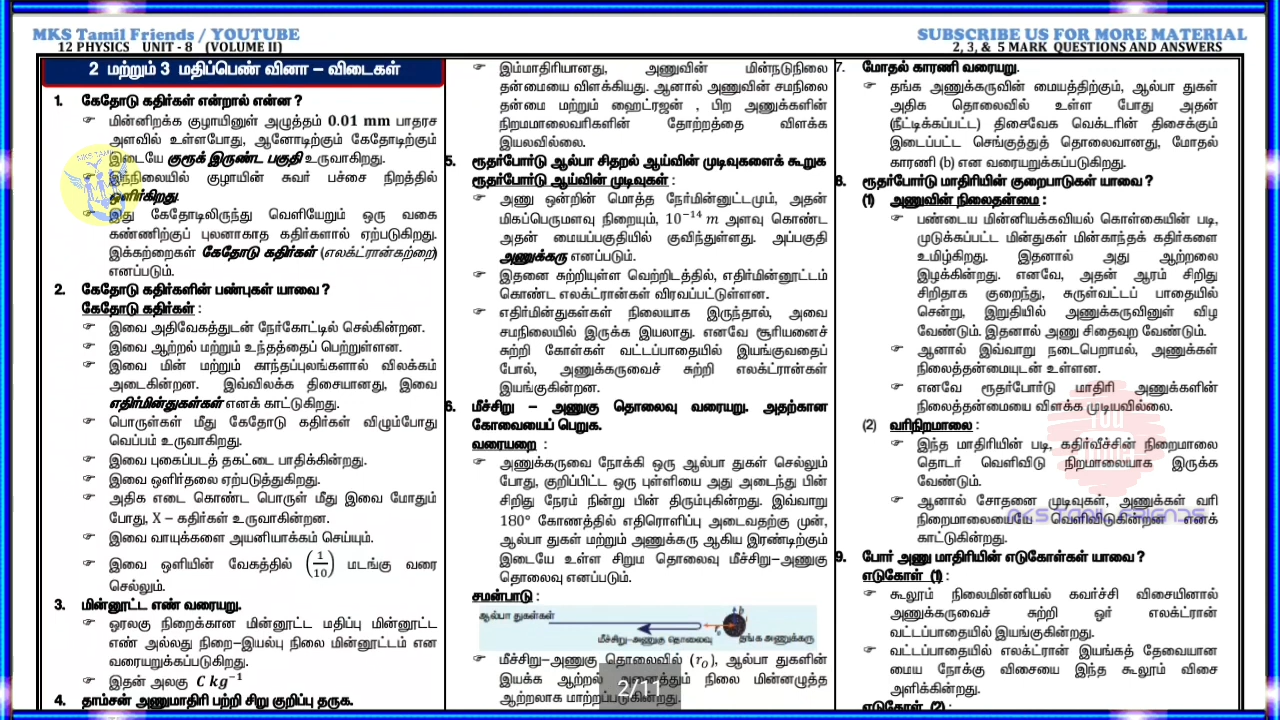 MKS Tamil Friends / YOUTUBE
SUBSCRIBE US FOR MORE MATERIAL
12 PHYSICS UNIT - 8 (VOLUME II)
2, 3, & 5 MARK QUESTIONS AND ANSWERS
2 மற்றும் 3 மதிப்பெண் வினா – விடைகள்
1. கேதோடு கதிர்கள் என்றால் என்ன ?
☞ மின்னிறக்க குழாயினுள் அழுத்தம் 0.01 mm பாதரச
அளவில் உள்ளபோது, ஆனோடிற்கும் கேதோடிற்கும்
இடையே குரூக் இருண்ட பகுதி உருவாகிறது.
☞ இந்நிலையில் குழாயின் சுவர் பச்சை நிறத்தில்
ஒளிர்கிறது.
☞ இது கேதோடிலிருந்து வெளியேறும் ஒரு வகை
கண்ணிற்குப் புலனாகாத கதிர்களால் ஏற்படுகிறது.
இக்கற்றைகள் கேதோடு கதிர்கள் (எலக்ட்ரான்கற்றை)
எனப்படும்.
2. கேதோடு கதிர்களின் பண்புகள் யாவை ?
கேதோடு கதிர்கள் :
☞ இவை அதிவேகத்துடன் நேர்கோட்டில் செல்கின்றன.
☞ இவை ஆற்றல் மற்றும் உந்தத்தைப் பெற்றுள்ளன.
☞ இவை மின் மற்றும் காந்தப்புலங்களால் விலக்கம்
அடைகின்றன. இவ்விலக்க திசையானது, இவை
எதிர்மின்துகள்கள் எனக் காட்டுகிறது.
☞ பொருள்கள் மீது கேதோடு கதிர்கள் விழும்போது
வெப்பம் உருவாகிறது.
☞ இவை புகைப்படத் தகட்டை பாதிக்கின்றது.
☞ இவை ஒளிர்தலை ஏற்படுத்துகிறது.
☞ அதிக எடை கொண்ட பொருள் மீது இவை மோதும்
போது, X – கதிர்கள் உருவாகின்றன.
☞ இவை வாயுக்களை அயனியாக்கம் செய்யும்.
☞ இவை ஒளியின் வேகத்தில் (1/10) மடங்கு வரை
செல்லும்.
3. மின்னூட்ட எண் வரையறு.
☞ ஓரலகு நிறைக்கான மின்னூட்ட மதிப்பு மின்னூட்ட
எண் அல்லது நிறை–இயல்பு நிலை மின்னூட்டம் என
வரையறுக்கப்படுகிறது.
☞ இதன் அலகு C kg⁻¹
4. தாம்சன் அணுமாதிரி பற்றி சிறு குறிப்பு தருக.
☞ இம்மாதிரியானது, அணுவின் மின்நடுநிலை
தன்மையை விளக்கியது. ஆனால் அணுவின் சமநிலை
தன்மை மற்றும் ஹைட்ரஜன் , பிற அணுக்களின்
நிறமமாலைவரிகளின் தோற்றத்தை விளக்க
இயலவில்லை.
5. ரூதர்போர்டு ஆல்பா சிதறல் ஆய்வின் முடிவுகளைக் கூறுக
ரூதர்போர்டு ஆய்வின் முடிவுகள் :
☞ அணு ஒன்றின் மொத்த நேர்மின்னுட்டமும், அதன்
மிகப்பெருமளவு நிறையும், 10⁻¹⁴ m அளவு கொண்ட
அதன் மையப்பகுதியில் குவிந்துள்ளது. அப்பகுதி
அணுக்கரு எனப்படும்.
☞ இதனை சுற்றியுள்ள வெற்றிடத்தில், எதிர்மின்னூட்டம்
கொண்ட எலக்ட்ரான்கள் விரவப்பட்டுள்ளன.
☞ எதிர்மின்துகள்கள் நிலையாக இருந்தால், அவை
சமநிலையில் இருக்க இயலாது. எனவே சூரியனைச்
சுற்றி கோள்கள் வட்டப்பாதையில் இயங்குவதைப்
போல், அணுக்கருவைச் சுற்றி எலக்ட்ரான்கள்
இயங்குகின்றன.
6. மீச்சிறு – அணுகு தொலைவு வரையறு. அதற்கான
கோவையைப் பெறுக.
வரையறை :
☞ அணுக்கருவை நோக்கி ஒரு ஆல்பா துகள் செல்லும்
போது, குறிப்பிட்ட ஒரு புள்ளியை அது அடைந்து பின்
சிறிது நேரம் நின்று பின் திரும்புகின்றது. இவ்வாறு
180° கோணத்தில் எதிரொளிப்பு அடைவதற்கு முன்,
ஆல்பா துகள் மற்றும் அணுக்கரு ஆகிய இரண்டிற்கும்
இடையே உள்ள சிறும தொலைவு மீச்சிறு–அணுகு
தொலைவு எனப்படும்.
சமன்பாடு :
ஆல்பா துகள்கள்
மீச்சிறு–அணுகு தொலைவு
தங்க அணுக்கரு
☞ மீச்சிறு–அணுகு தொலைவில் (r₀), ஆல்பா துகளின்
இயக்க ஆற்றல் அனைத்தும் நிலை மின்னழுத்த
ஆற்றலாக மாற்றப்படுகின்றது.
2/11
7. மோதல் காரணி வரையறு.
☞ தங்க அணுக்கருவின் மையத்திற்கும், ஆல்பா துகள்
அதிக தொலைவில் உள்ள போது அதன்
(நீட்டிக்கப்பட்ட) திசைவேக வெக்டரின் திசைக்கும்
இடைப்பட்ட செங்குத்துத் தொலைவானது, மோதல்
காரணி (b) என வரையறுக்கப்படுகிறது.
8. ரூதர்போர்டு மாதிரியின் குறைபாடுகள் யாவை ?
(1) அணுவின் நிலைதன்மை :
☞ பண்டைய மின்னியக்கவியல் கொள்கையின் படி,
முடுக்கப்பட்ட மின்துகள் மின்காந்தக் கதிர்களை
உமிழ்கிறது. இதனால் அது ஆற்றலை
இழக்கின்றது. எனவே, அதன் ஆரம் சிறிது
சிறிதாக குறைந்து, சுருள்வட்டப் பாதையில்
சென்று, இறுதியில் அணுக்கருவினுள் விழ
வேண்டும். இதனால் அணு சிதைவுற வேண்டும்.
☞ ஆனால் இவ்வாறு நடைபெறாமல், அணுக்கள்
நிலைத்தன்மையுடன் உள்ளன.
☞ எனவே ரூதர்போர்டு மாதிரி அணுக்களின்
நிலைத்தன்மையை விளக்க முடியவில்லை.
(2) வரிநிறமாலை :
☞ இந்த மாதிரியின் படி, கதிர்வீச்சின் நிறைமாலை
தொடர் வெளிவிடு நிறமாலையாக இருக்க
வேண்டும்.
☞ ஆனால் சோதனை முடிவுகள், அணுக்கள் வரி
நிறைமாலையையே வெளிவிடுகின்றன எனக்
காட்டுகின்றது.
You
Tube
MKS TAMIL FRIENDS
9. போர் அணு மாதிரியின் எடுகோள்கள் யாவை ?
எடுகோள் (1) :
☞ கூலூம் நிலைமின்னியல் கவர்ச்சி விசையினால்
அணுக்கருவைச் சுற்றி ஓர் எலக்ட்ரான்
வட்டப்பாதையில் இயங்குகின்றது.
☞ வட்டப்பாதையில் எலக்ட்ரான் இயங்கத் தேவையான
மைய நோக்கு விசையை இந்த கூலூம் விசை
அளிக்கின்றது.
எடுகோள் (2) :